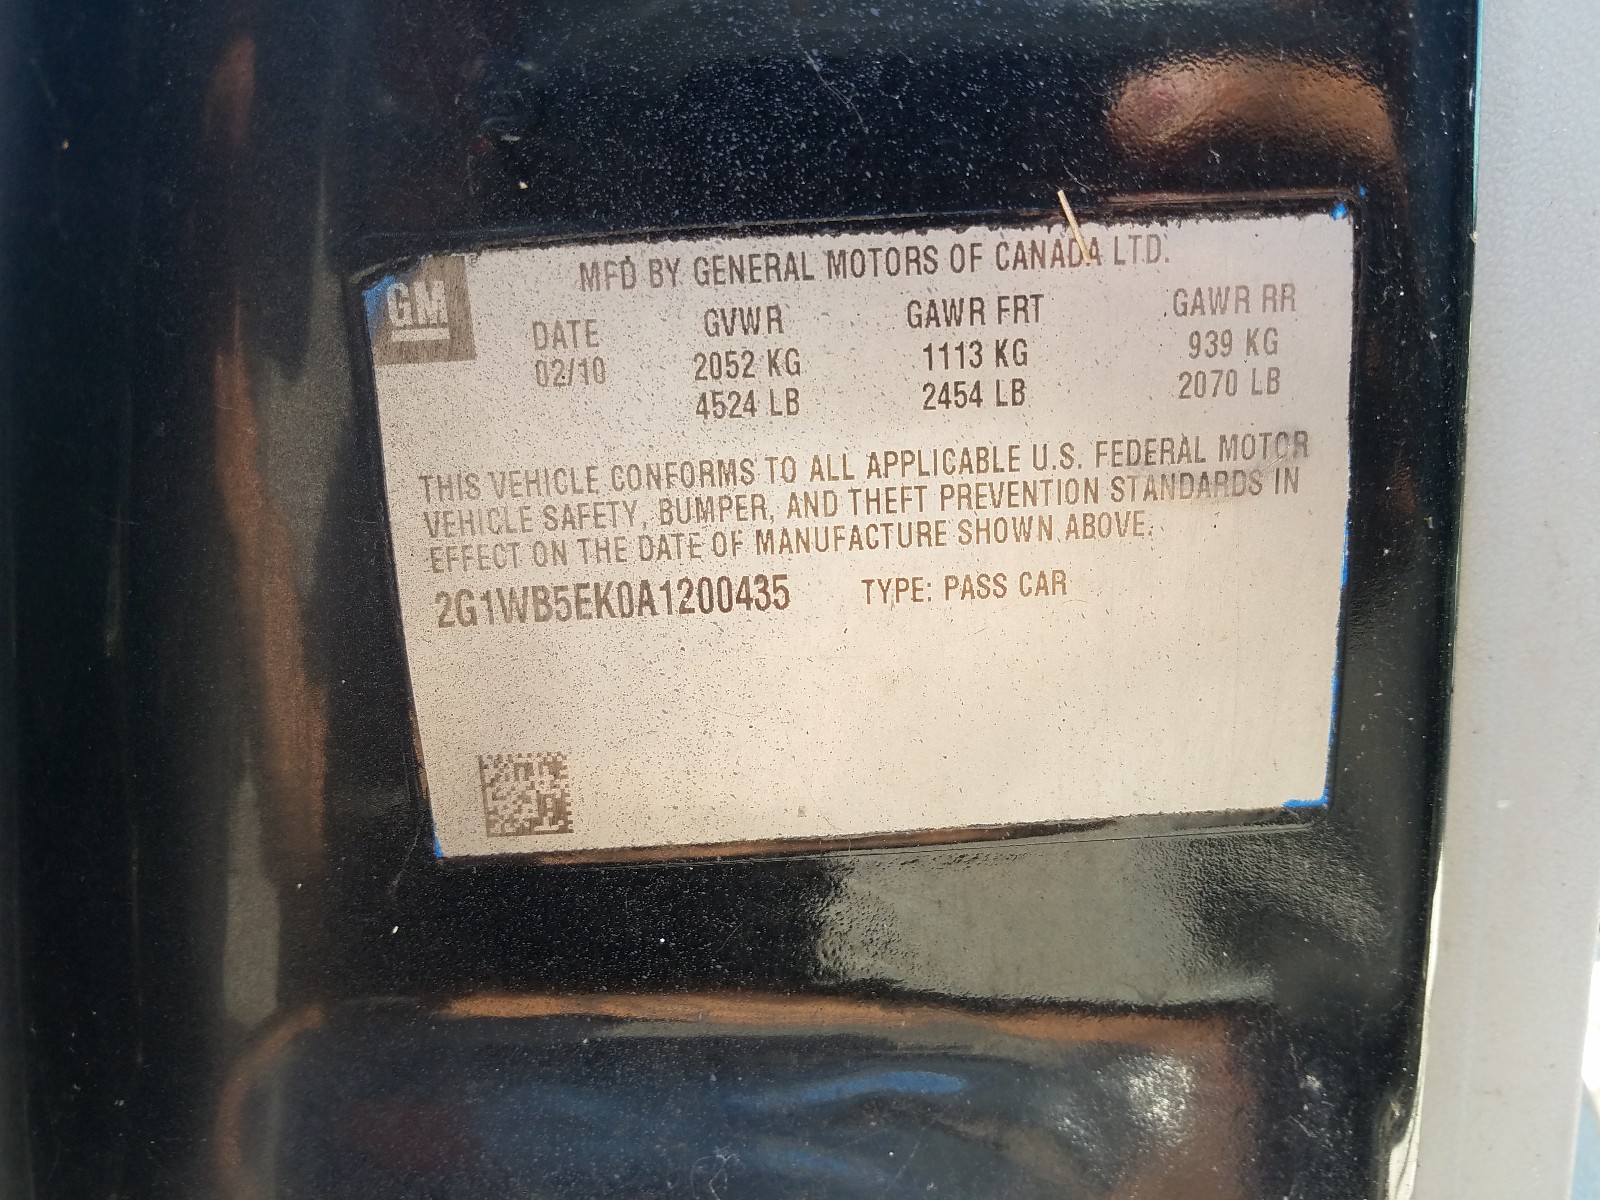 GM
MFD BY GENERAL MOTORS OF CANADA LTD.
DATE GVWR GAWR FRT GAWR RR
02/10 2052 KG 1113 KG 939 KG
4524 LB 2454 LB 2070 LB
THIS VEHICLE CONFORMS TO ALL APPLICABLE U.S. FEDERAL MOTOR
VEHICLE SAFETY, BUMPER, AND THEFT PREVENTION STANDARDS IN
EFFECT ON THE DATE OF MANUFACTURE SHOWN ABOVE.
2G1WB5EK0A1200435 TYPE: PASS CAR